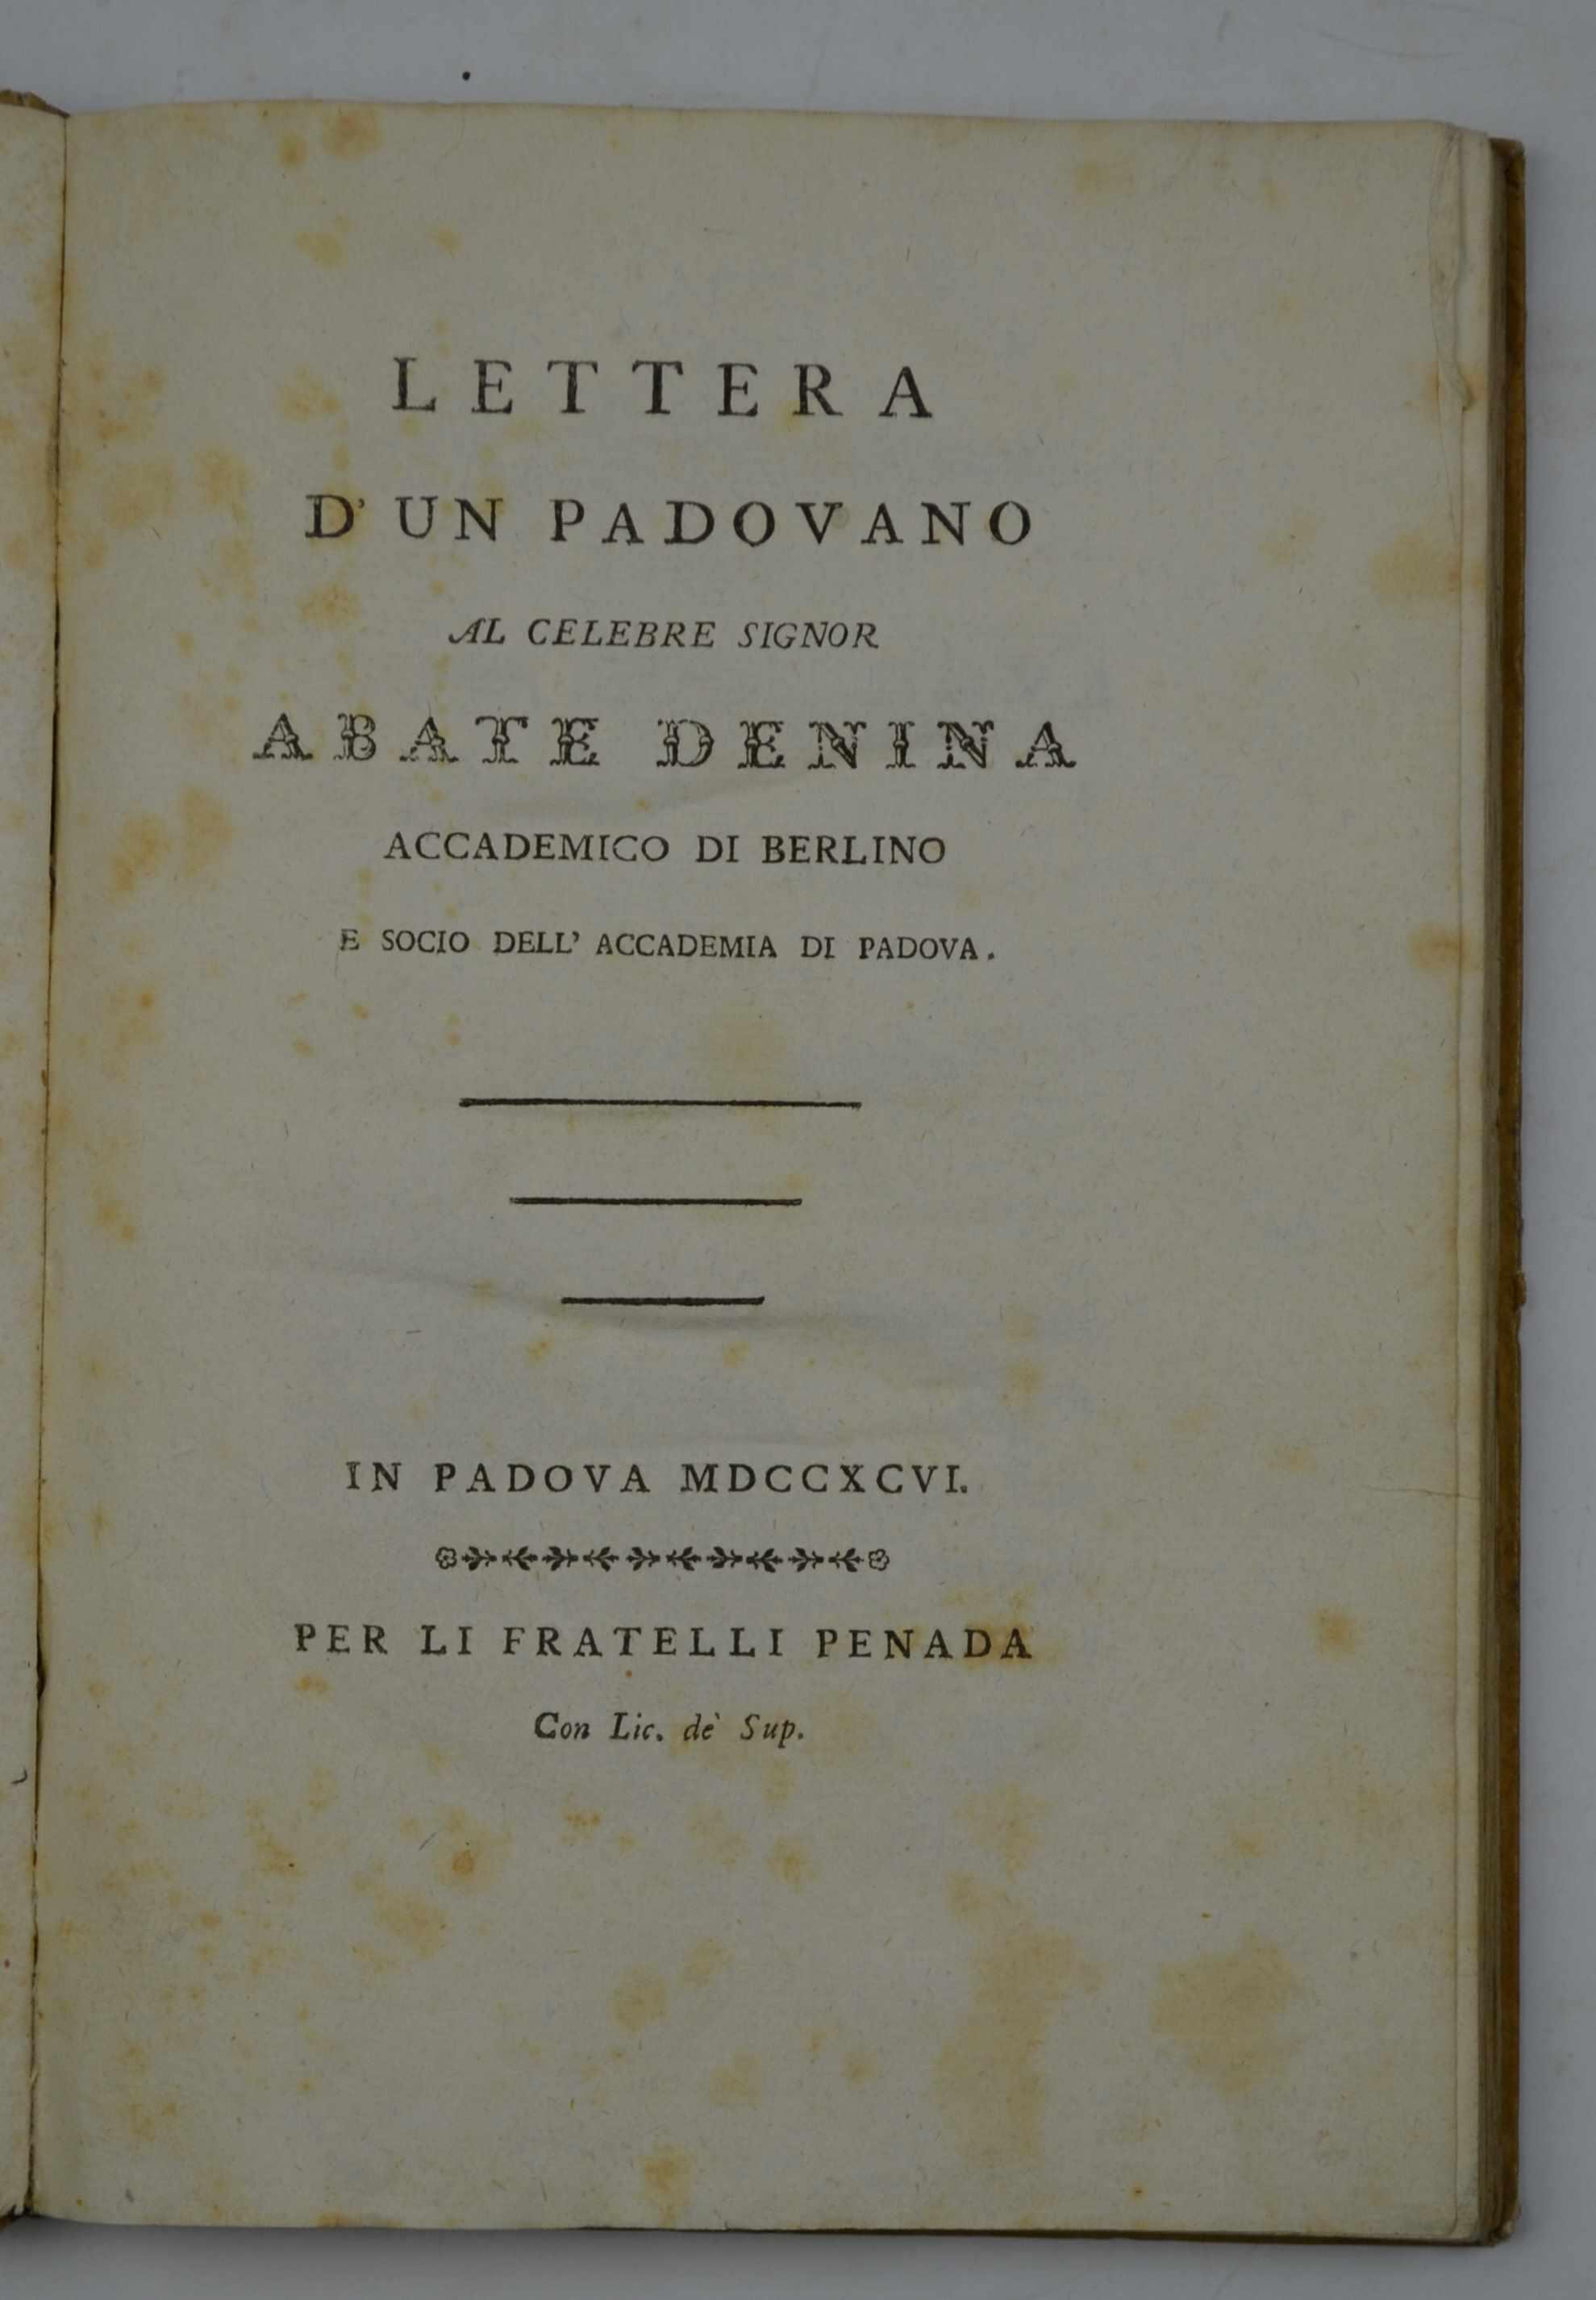 LETTERA
D'UN PADOVANO
AL CELEBRE SIGNOR
ABATE DENINA
ACCADEMICO DI BERLINO
E SOCIO DELL' ACCADEMIA DI PADOVA.
IN PADOVA MDCCXCVI.
PER LI FRATELLI PENADA
Con Lic. de' Sup.